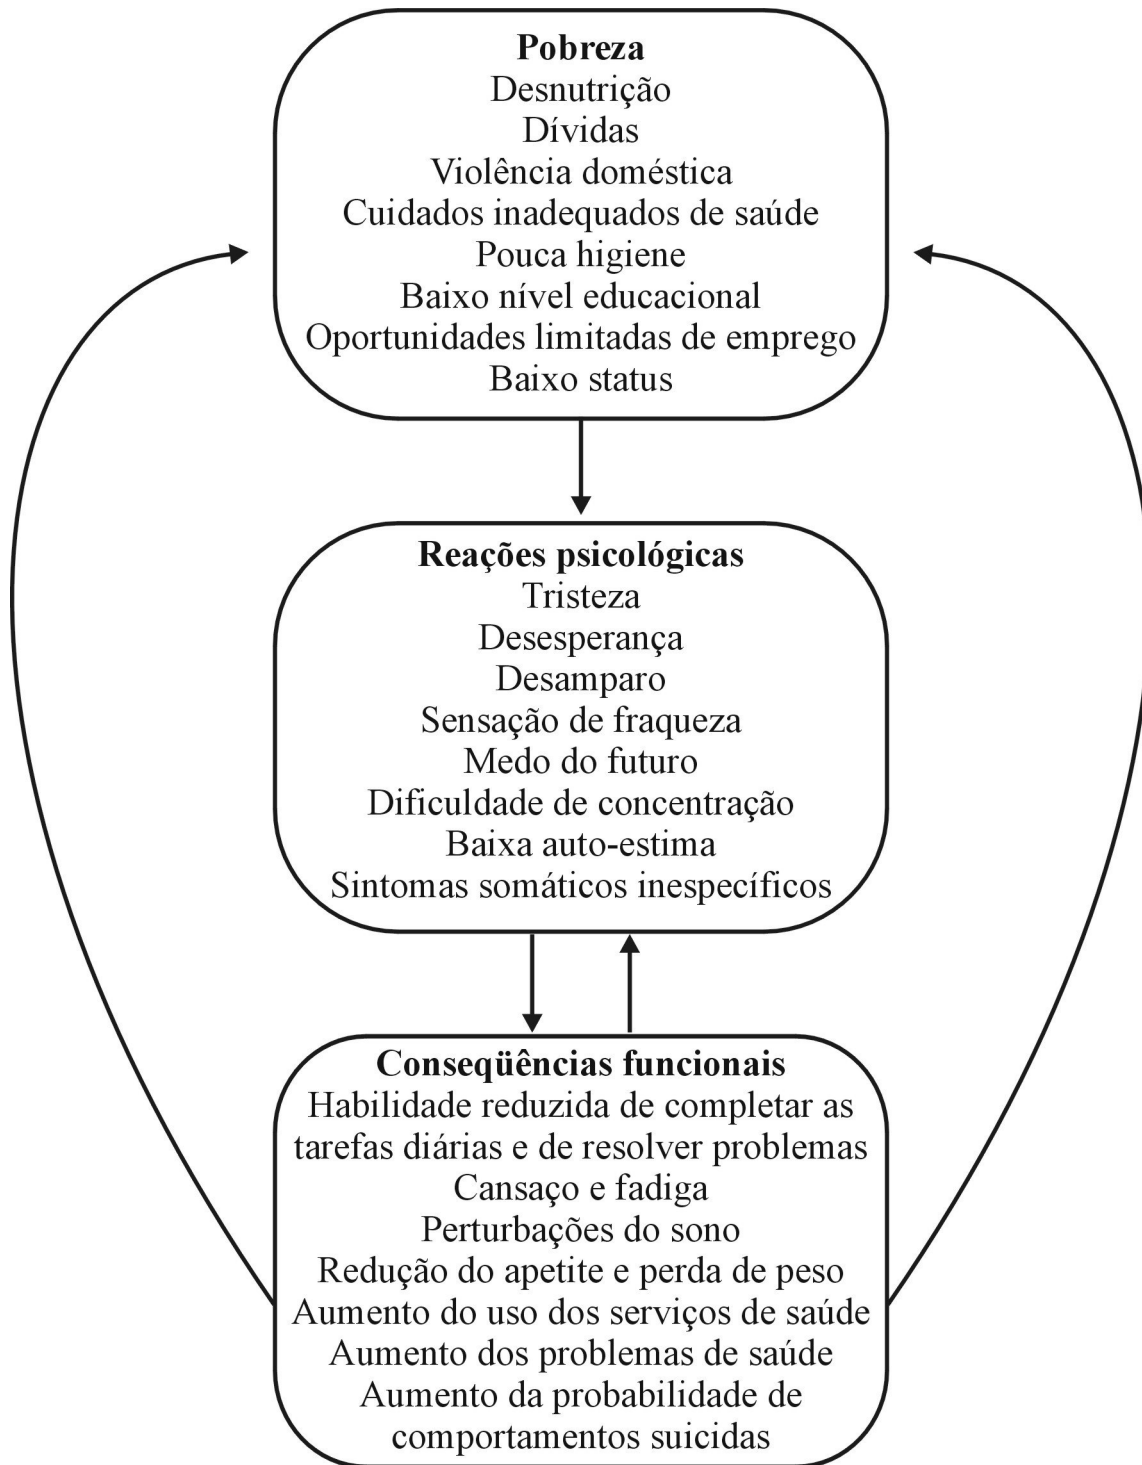 Pobreza
Desnutrição
Dívidas
Violência doméstica
Cuidados inadequados de saúde
Pouca higiene
Baixo nível educacional
Oportunidades limitadas de emprego
Baixo status
Reações psicológicas
Tristeza
Desesperança
Desamparo
Sensação de fraqueza
Medo do futuro
Dificuldade de concentração
Baixa auto-estima
Sintomas somáticos inespecíficos
Conseqüências funcionais
Habilidade reduzida de completar as
tarefas diárias e de resolver problemas
Cansaço e fadiga
Perturbações do sono
Redução do apetite e perda de peso
Aumento do uso dos serviços de saúde
Aumento dos problemas de saúde
Aumento da probabilidade de
comportamentos suicidas